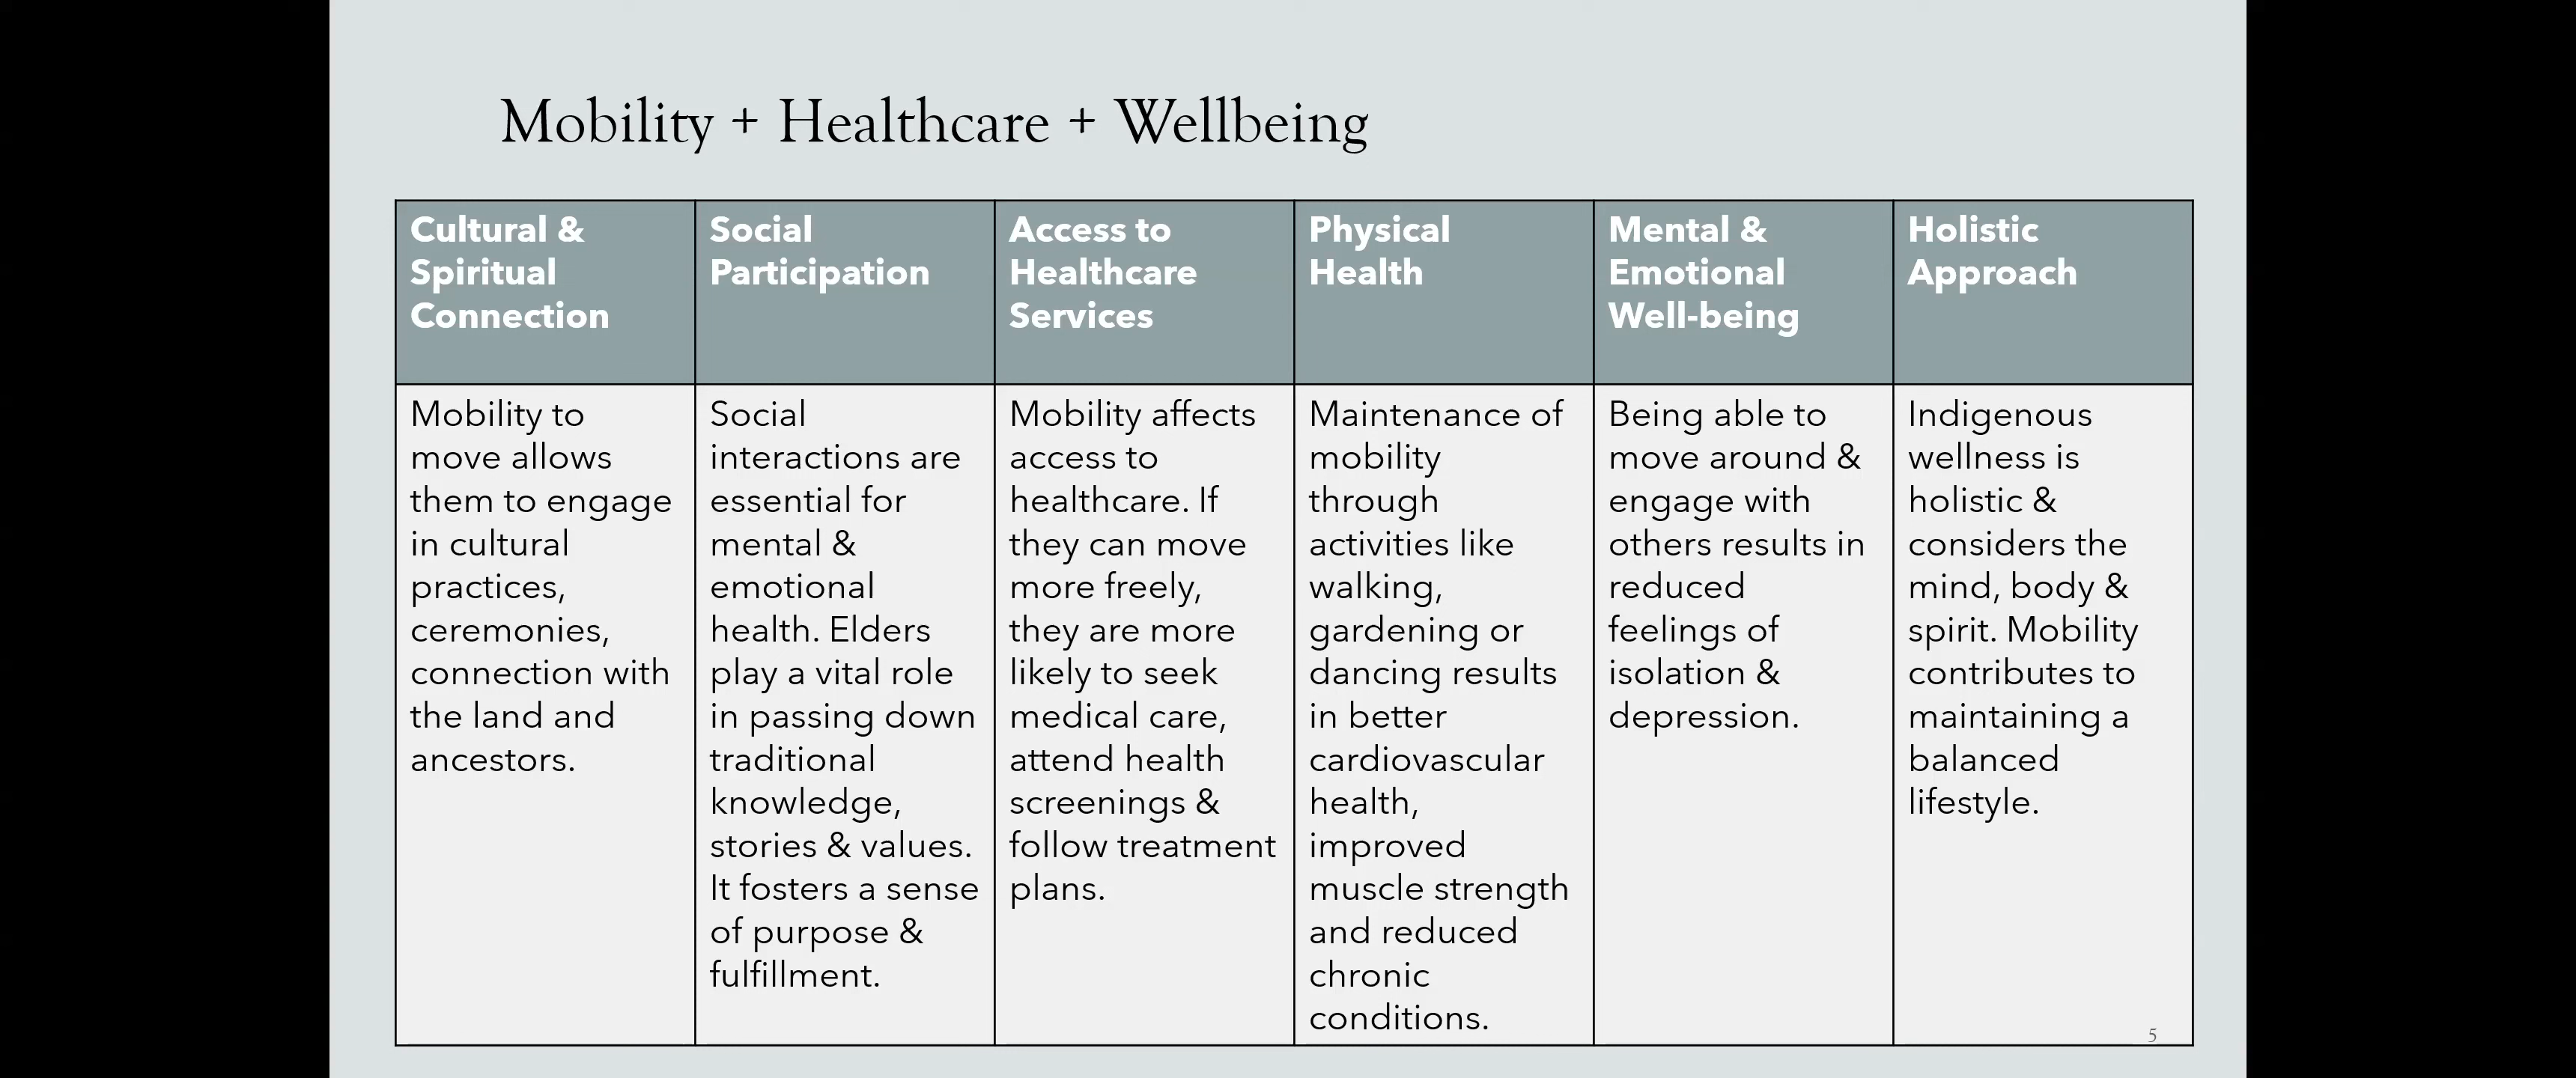 Mobility + Healthcare + Wellbeing
Cultural &
Spiritual
Connection
Social
Participation
Access to
Healthcare
Services
Physical
Health
Mental &
Emotional
Well-being
Holistic
Approach
Mobility to
move allows
them to engage
in cultural
practices,
ceremonies,
connection with
the land and
ancestors.
Social
interactions are
essential for
mental &
emotional
health. Elders
play a vital role
in passing down
traditional
knowledge,
stories & values.
It fosters a sense
of purpose &
fulfillment.
Mobility affects
access to
healthcare. If
they can move
more freely,
they are more
likely to seek
medical care,
attend health
screenings &
follow treatment
plans.
Maintenance of
mobility
through
activities like
walking,
gardening or
dancing results
in better
cardiovascular
health,
improved
muscle strength
and reduced
chronic
conditions.
Being able to
move around &
engage with
others results in
reduced
feelings of
isolation &
depression.
Indigenous
wellness is
holistic &
considers the
mind, body &
spirit. Mobility
contributes to
maintaining a
balanced
lifestyle.
5